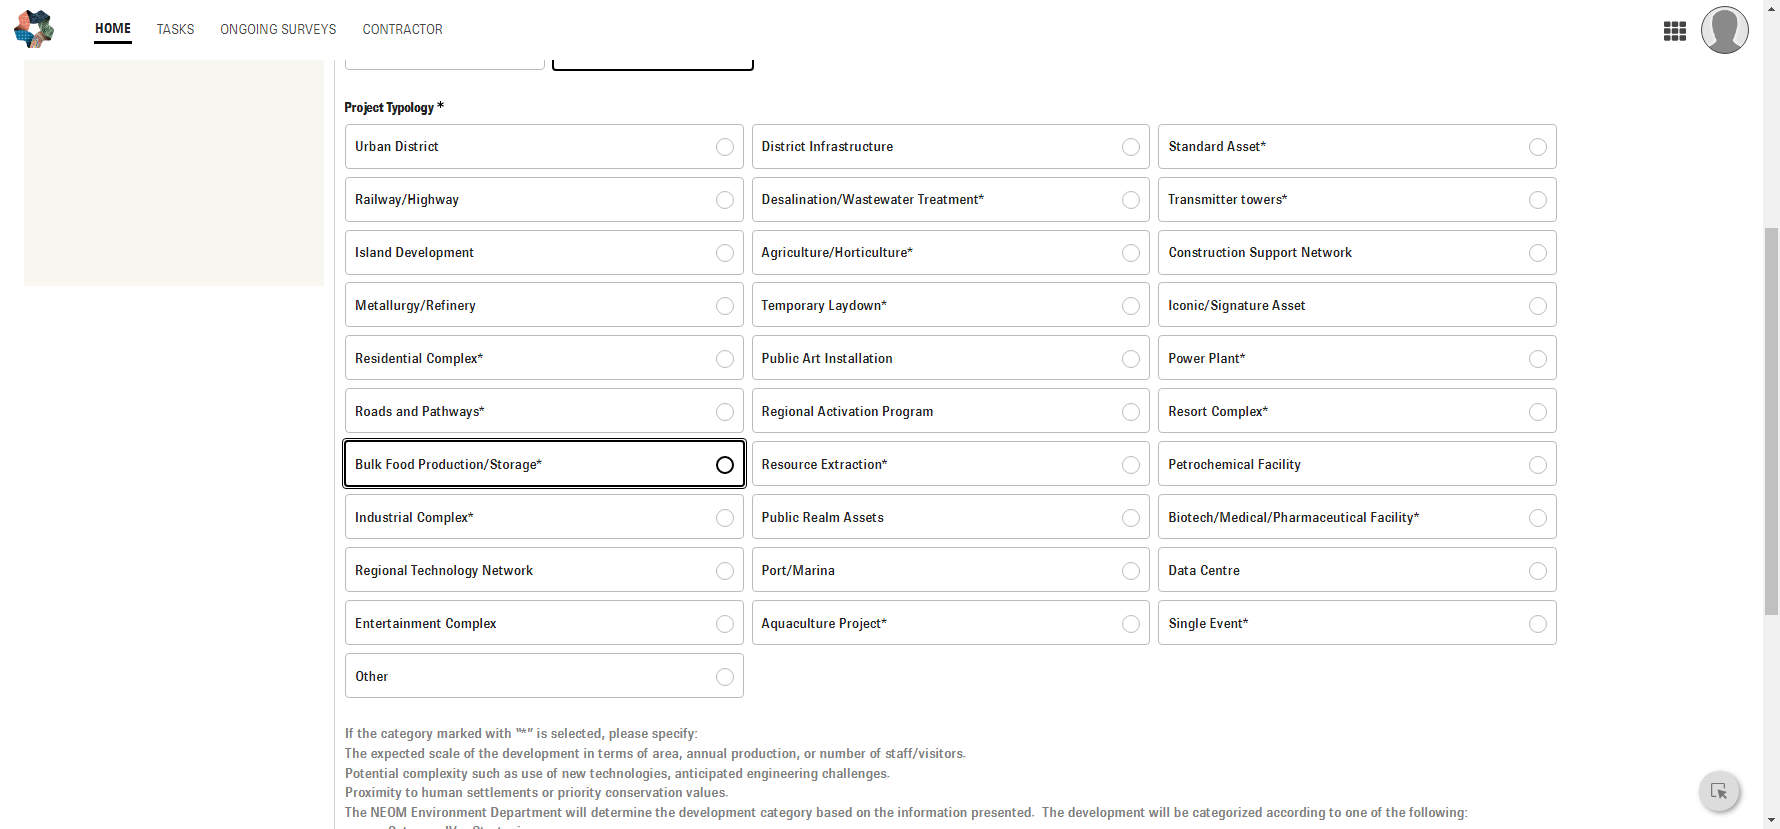 HOME TASKS ONGOING SURVEYS CONTRACTOR
Project Typology *
Urban District
District Infrastructure
Standard Asset*
Railway/Highway
Desalination/Wastewater Treatment*
Transmitter towers*
Island Development
Agriculture/Horticulture*
Construction Support Network
Metallurgy/Refinery
Temporary Laydown*
Iconic/Signature Asset
Residential Complex*
Public Art Installation
Power Plant*
Roads and Pathways*
Regional Activation Program
Resort Complex*
Bulk Food Production/Storage*
Resource Extraction*
Petrochemical Facility
Industrial Complex*
Public Realm Assets
Biotech/Medical/Pharmaceutical Facility*
Regional Technology Network
Port/Marina
Data Centre
Entertainment Complex
Aquaculture Project*
Single Event*
Other
If the category marked with "*" is selected, please specify:
The expected scale of the development in terms of area, annual production, or number of staff/visitors.
Potential complexity such as use of new technologies, anticipated engineering challenges.
Proximity to human settlements or priority conservation values.
The NEOM Environment Department will determine the development category based on the information presented. The development will be categorized according to one of the following: